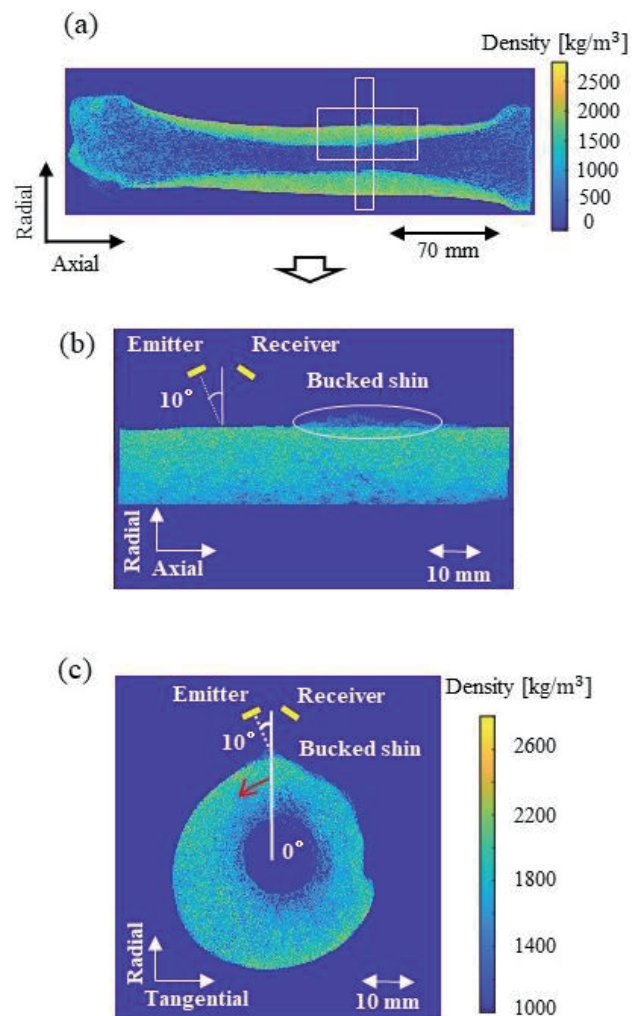 (a)
Density [kg/m³]
2500
2000
1500
1000
500
0
Radial
Axial
70 mm
(b)
Emitter Receiver
Bucked shin
10°
Radial
Axial
10 mm
(c)
Emitter Receiver
Density [kg/m³]
10°
Bucked shin
2600
2200
0°
1800
1400
Radial
Tangential
10 mm
1000